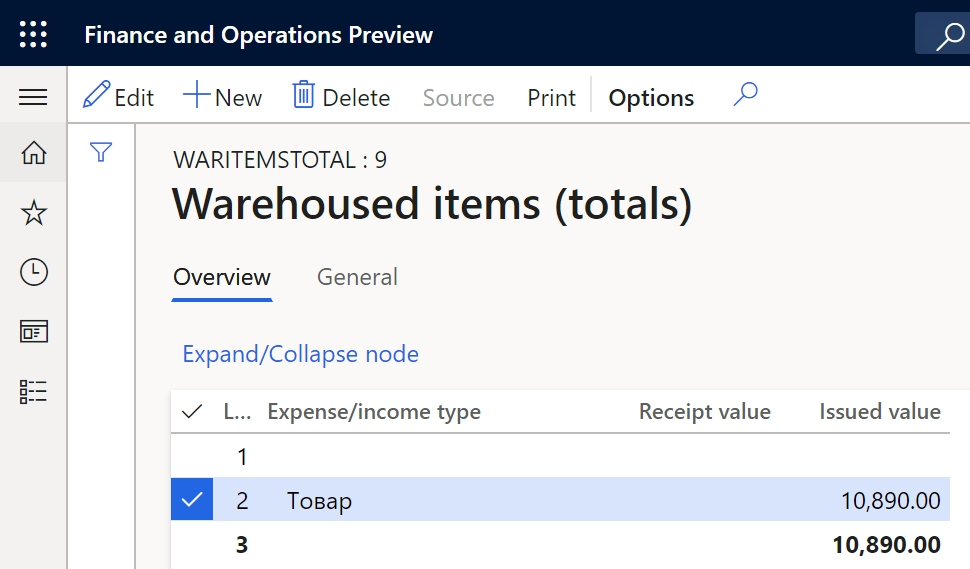 Finance and Operations Preview
Edit New Delete Source Print Options
WARITEMSTOTAL : 9
Warehoused items (totals)
Overview General
Expand/Collapse node
L... Expense/income type Receipt value Issued value
1
2 Товар 10,890.00
3 10,890.00